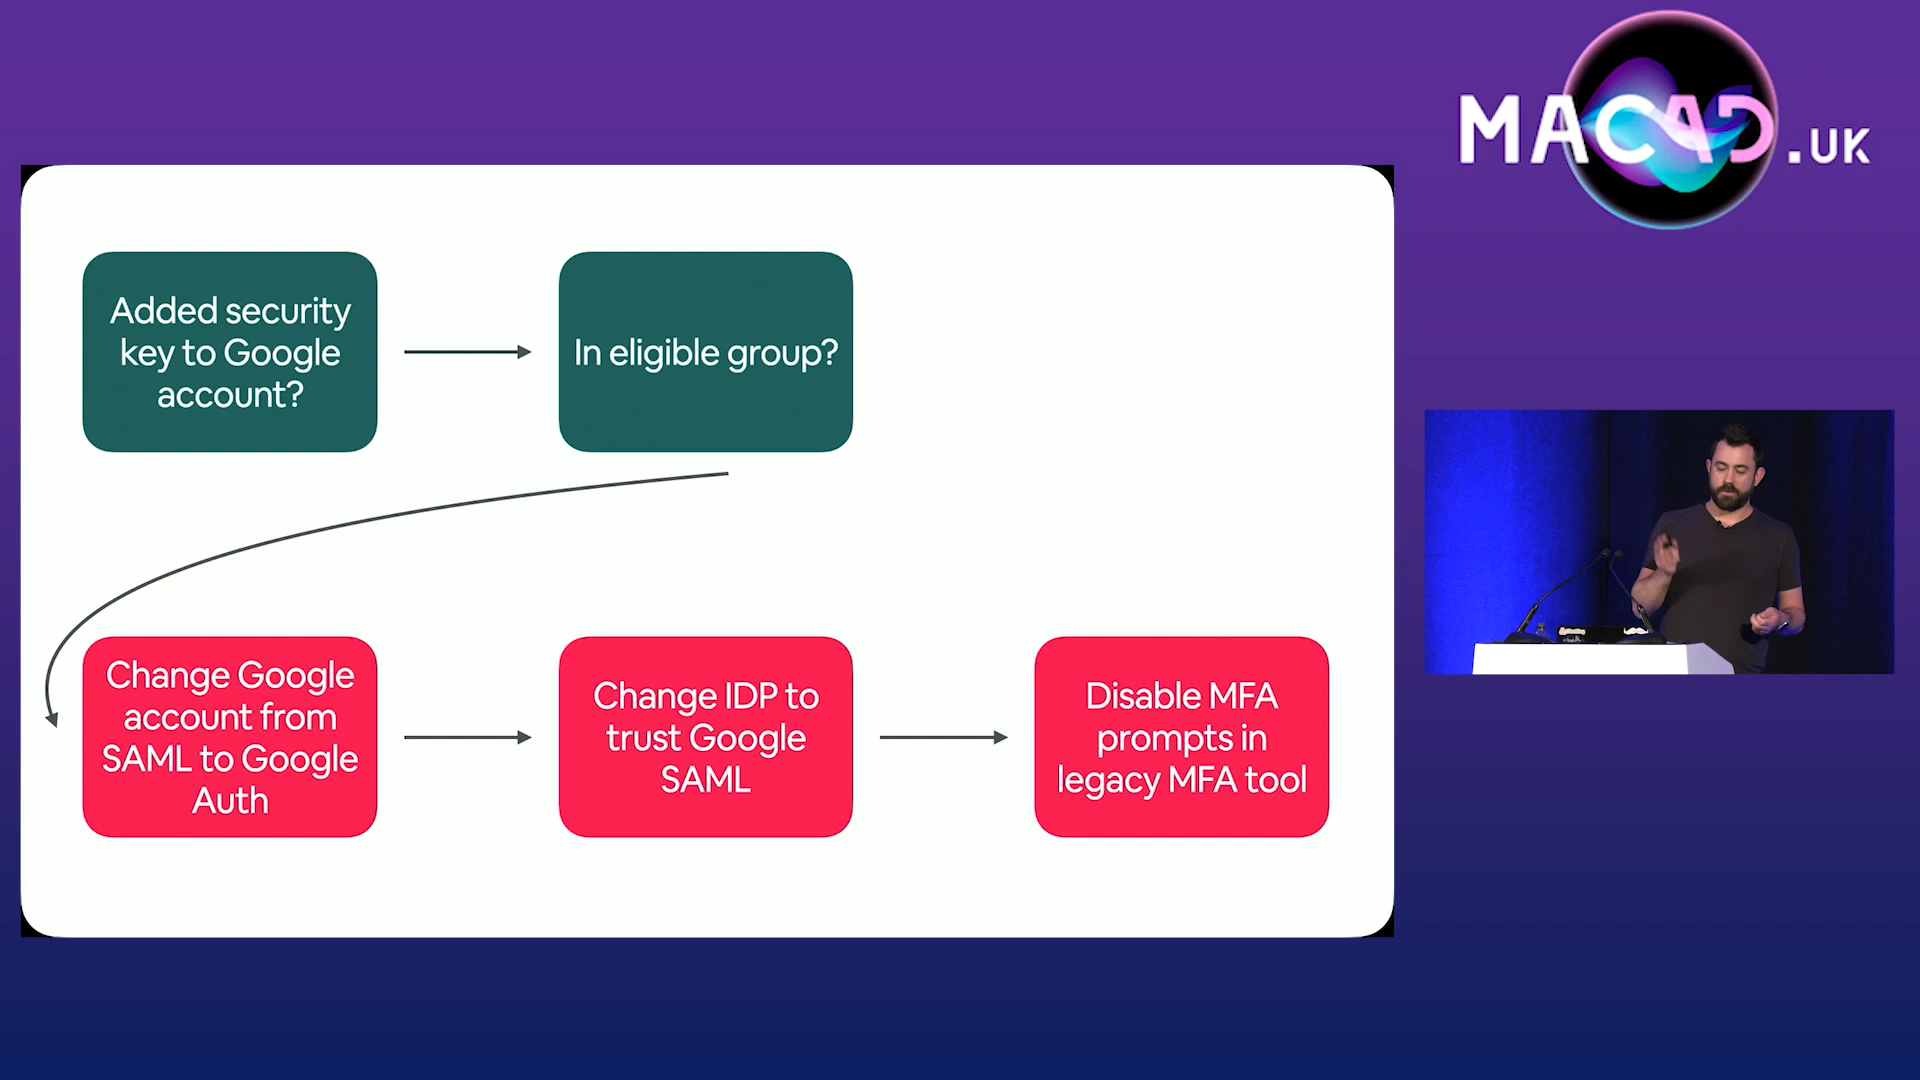 MACAD.UK
Added security
key to Google
account?
In eligible group?
Change Google
account from
SAML to Google
Auth
Change IDP to
trust Google
SAML
Disable MFA
prompts in
legacy MFA tool